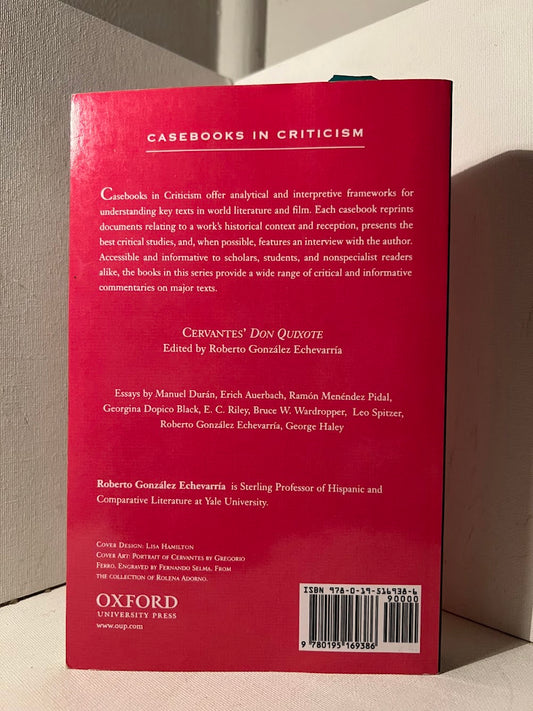 CASEBOOKS IN CRITICISM
Casebooks in Criticism offer analytical and interpretive frameworks for
understanding key texts in world literature and film. Each casebook reprints
documents relating to a work's historical context and reception, presents the
best critical studies, and, when possible, features an interview with the author.
Accessible and informative to scholars, students, and nonspecialist readers
alike, the books in this series provide a wide range of critical and informative
commentaries on major texts.
CERVANTES' DON QUIXOTE
Edited by Roberto González Echevarría
Essays by Manuel Durán, Erich Auerbach, Ramón Menéndez Pidal,
Georgina Dopico Black, E. C. Riley, Bruce W. Wardropper, Leo Spitzer,
Roberto González Echevarría, George Haley
Roberto González Echevarría is Sterling Professor of Hispanic and
Comparative Literature at Yale University.
COVER DESIGN: LISA HAMILTON
COVER ART: PORTRAIT OF CERVANTES BY GREGORIO
FERRO, ENGRAVED BY FERNANDO SELMA. FROM
THE COLLECTION OF ROLENA ADORNO.
OXFORD
UNIVERSITY PRESS
www.oup.com
ISBN 978-0-19-516938-6
90000
9 780195 169386